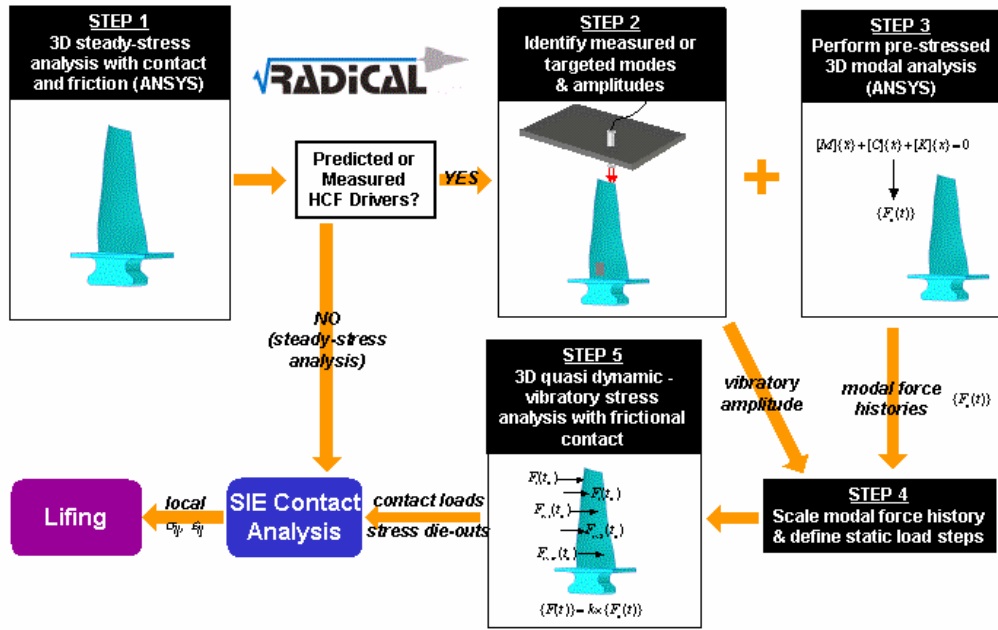 STEP 1
3D steady-stress
analysis with contact
and friction (ANSYS)
RADICAL
STEP 2
Identify measured or
targeted modes
& amplitudes
STEP 3
Perform pre-stressed
3D modal analysis
(ANSYS)
[M]{ẍ}+[C]{ẋ}+[K]{x}=0
Predicted or
Measured
HCF Drivers?
YES
NO
(steady-stress
analysis)
STEP 5
3D quasi dynamic -
vibratory stress
analysis with frictional
contact
vibratory
amplitude
modal force
histories
STEP 4
Scale modal force history
& define static load steps
contact loads
stress die-outs
SIE Contact
Analysis
local
σij, εij
Lifing